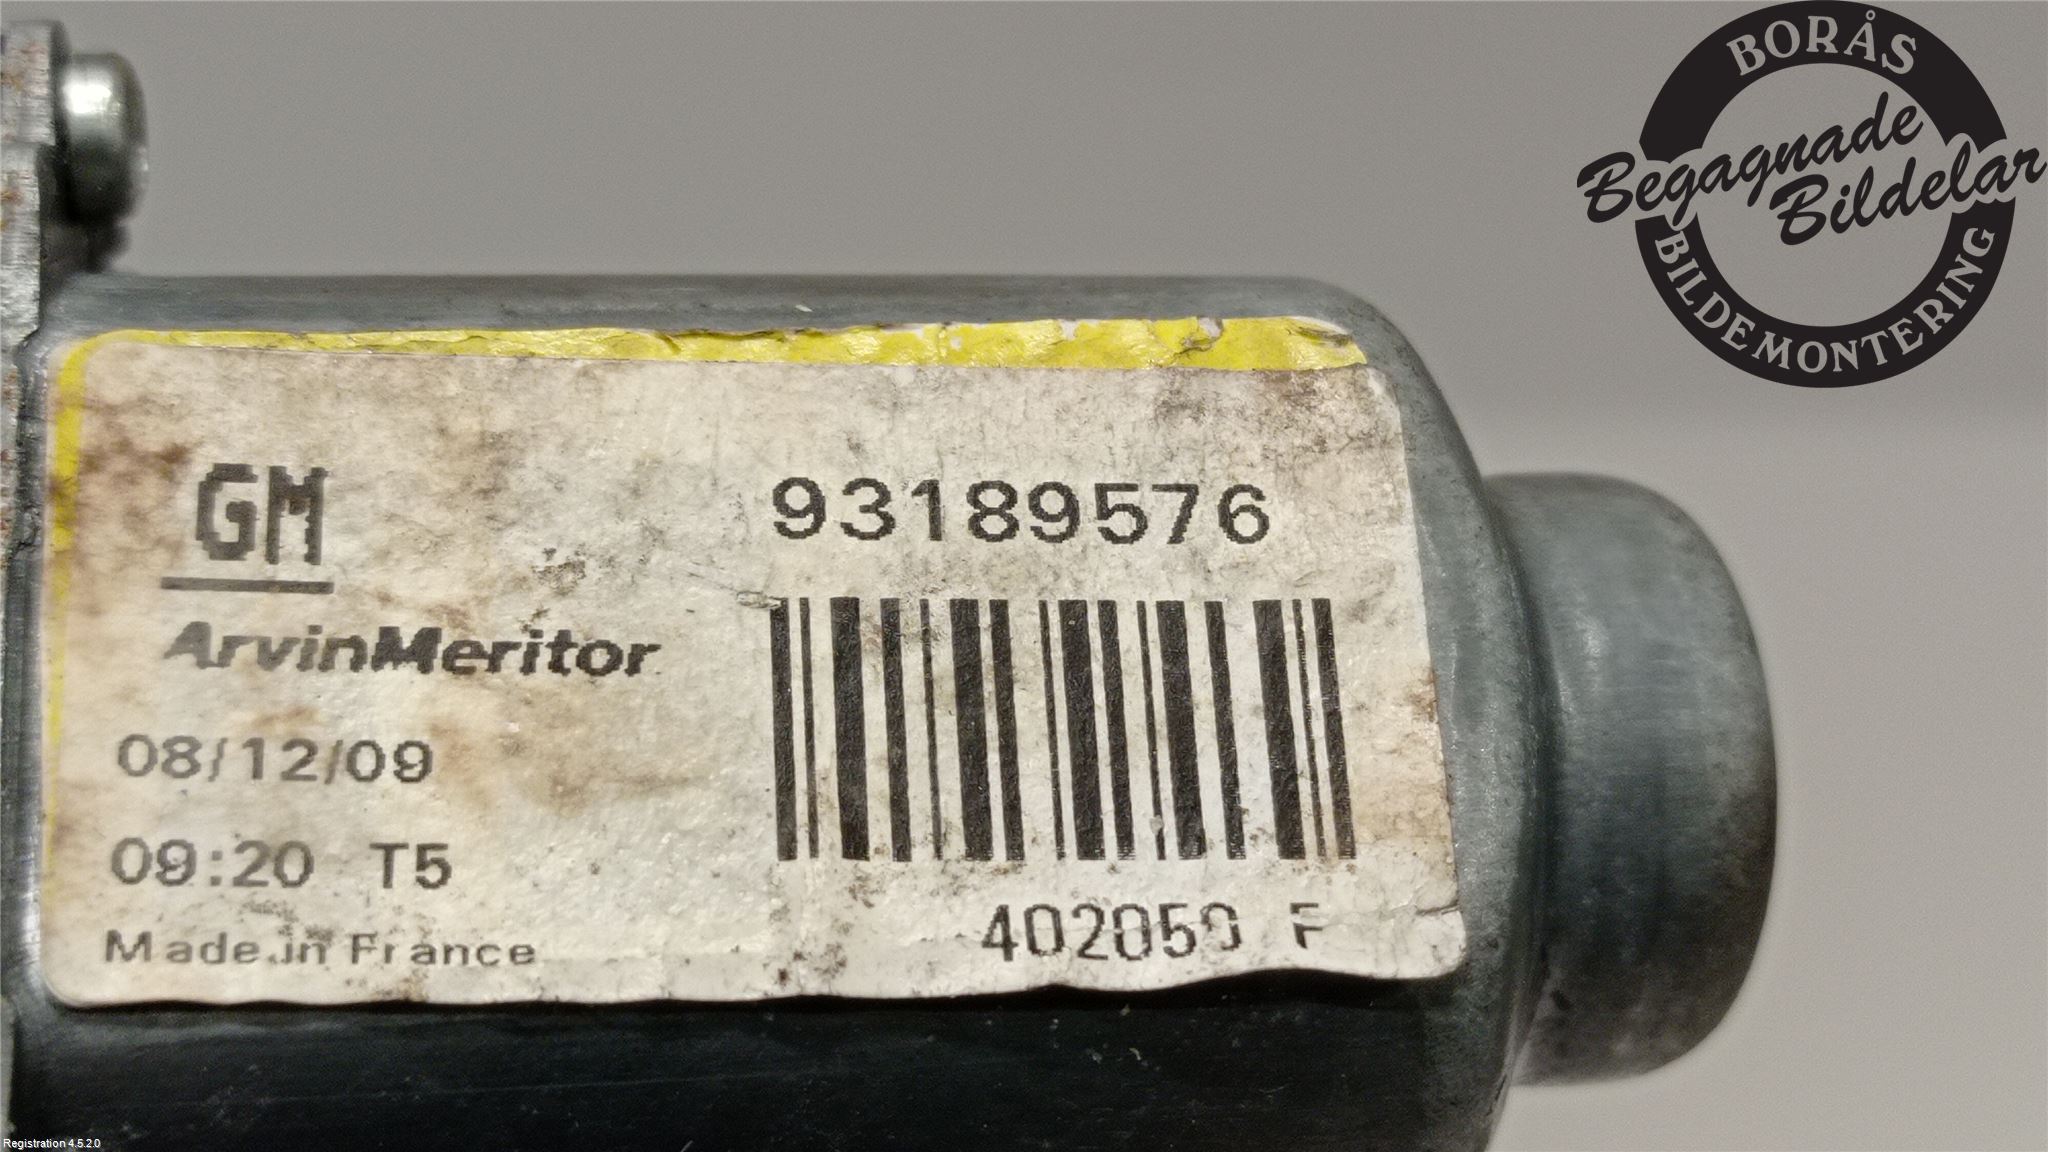 BORÅS
Begagnade
Bildelar
BILDEMONTERING
GM
93189576
ArvinMeritor
08/12/09
09:20 T5
Made in France
402050 F
Registration 4.5.2.0